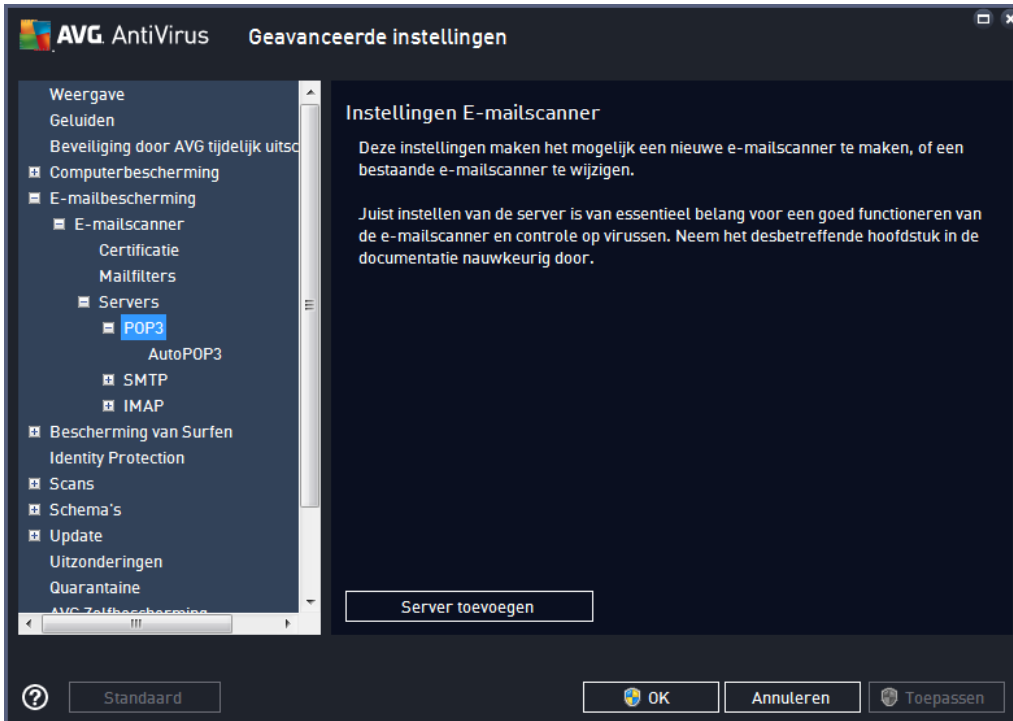 AVG. AntiVirus Geavanceerde instellingen
Weergave
Geluiden
Beveiliging door AVG tijdelijk uitsc
Computerbescherming
E-mailbescherming
E-mailscanner
Certificatie
Mailfilters
Servers
POP3
AutoPOP3
SMTP
IMAP
Bescherming van Surfen
Identity Protection
Scans
Schema's
Update
Uitzonderingen
Quarantaine
AVG Zelfbescherming
Instellingen E-mailscanner
Deze instellingen maken het mogelijk een nieuwe e-mailscanner te maken, of een
bestaande e-mailscanner te wijzigen.
Juist instellen van de server is van essentieel belang voor een goed functioneren van
de e-mailscanner en controle op virussen. Neem het desbetreffende hoofdstuk in de
documentatie nauwkeurig door.
Server toevoegen
? Standaard OK Annuleren Toepassen